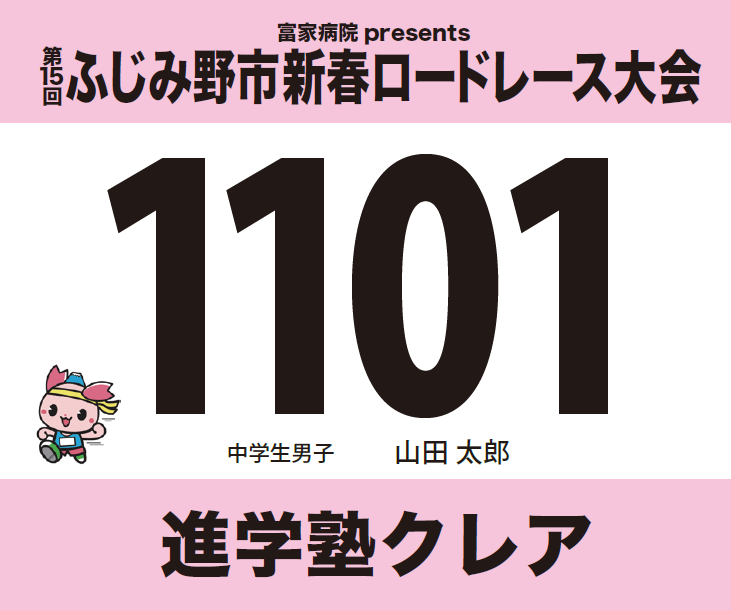 富家病院 presents
第15回ふじみ野市新春ロードレース大会
1101
中学生男子 山田 太郎
進学塾クレア